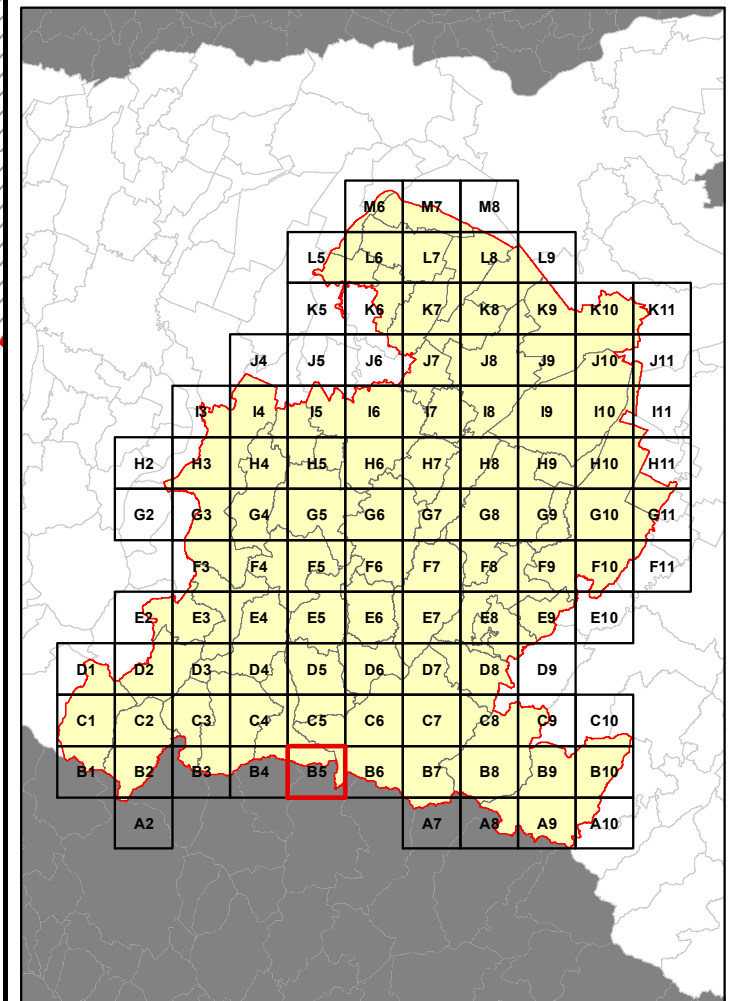 M6 M7 M8
L5 L6 L7 L8 L9
K5 K6 K7 K8 K9 K10 K11
J4 J5 J6 J7 J8 J9 J10 J11
I3 I4 I5 I6 I7 I8 I9 I10 I11
H2 H3 H4 H5 H6 H7 H8 H9 H10 H11
G2 G3 G4 G5 G6 G7 G8 G9 G10 G11
F3 F4 F5 F6 F7 F8 F9 F10 F11
E2 E3 E4 E5 E6 E7 E8 E9 E10
D1 D2 D3 D4 D5 D6 D7 D8 D9
C1 C2 C3 C4 C5 C6 C7 C8 C9 C10
B1 B2 B3 B4 B5 B6 B7 B8 B9 B10
A2 A7 A8 A9 A10